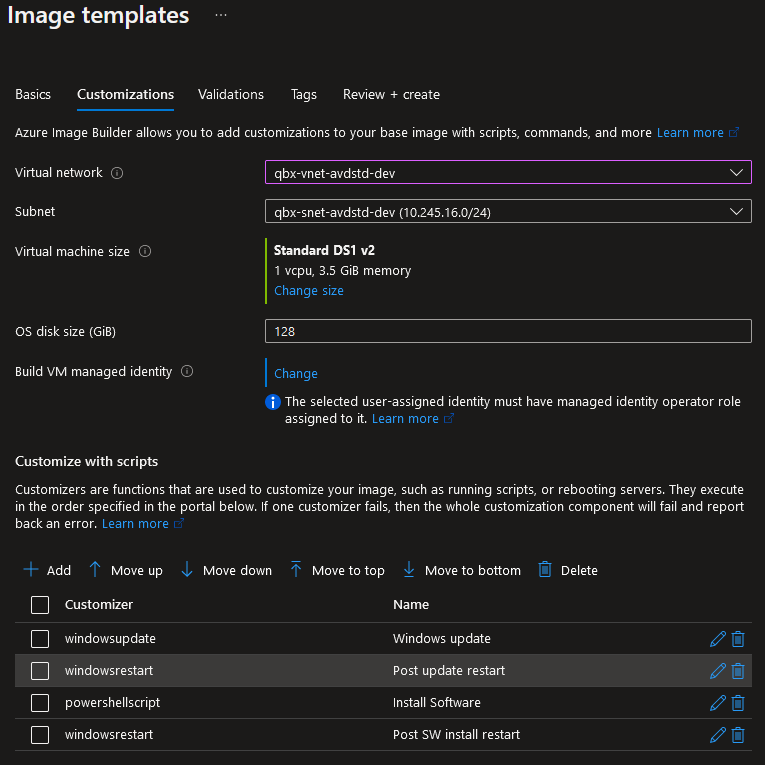 Image templates ...
Basics Customizations Validations Tags Review + create
Azure Image Builder allows you to add customizations to your base image with scripts, commands, and more Learn more
Virtual network qbx-vnet-avdstd-dev
Subnet qbx-snet-avdstd-dev (10.245.16.0/24)
Virtual machine size Standard DS1 v2
1 vcpu, 3.5 GiB memory
Change size
OS disk size (GiB) 128
Build VM managed identity Change
The selected user-assigned identity must have managed identity operator role
assigned to it. Learn more
Customize with scripts
Customizers are functions that are used to customize your image, such as running scripts, or rebooting servers. They execute
in the order specified in the portal below. If one customizer fails, then the whole customization component will fail and report
back an error. Learn more
Add Move up Move down Move to top Move to bottom Delete
Customizer Name
windowsupdate Windows update
windowsrestart Post update restart
powershellscript Install Software
windowsrestart Post SW install restart